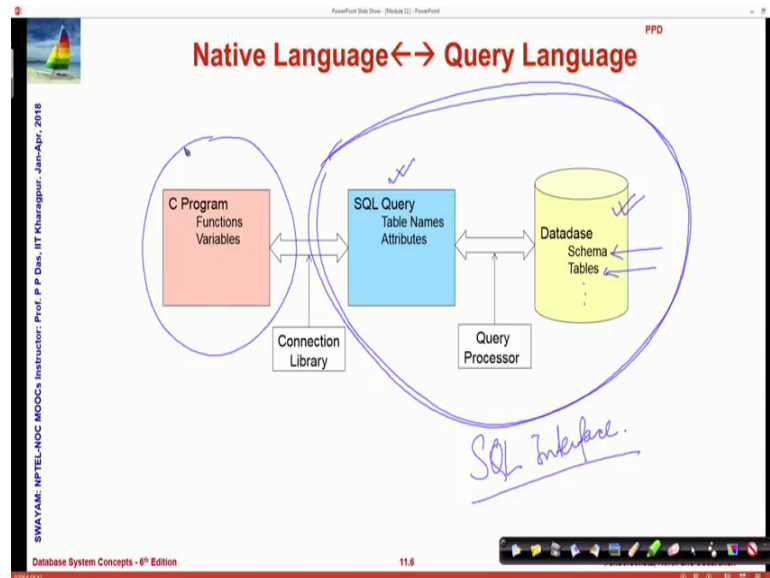 PowerPoint Slide Show - [Module 11] - PowerPoint
PPD
Native Language←→ Query Language
SWAYAM: NPTEL-NOC MOOCs Instructor: Prof. P P Das, IIT Kharagpur. Jan-Apr, 2018
C Program
Functions
Variables
SQL Query
Table Names
Attributes
Datadase
Schema
Tables
Connection
Library
Query
Processor
SQL Interface.
Database System Concepts - 6th Edition
11.6